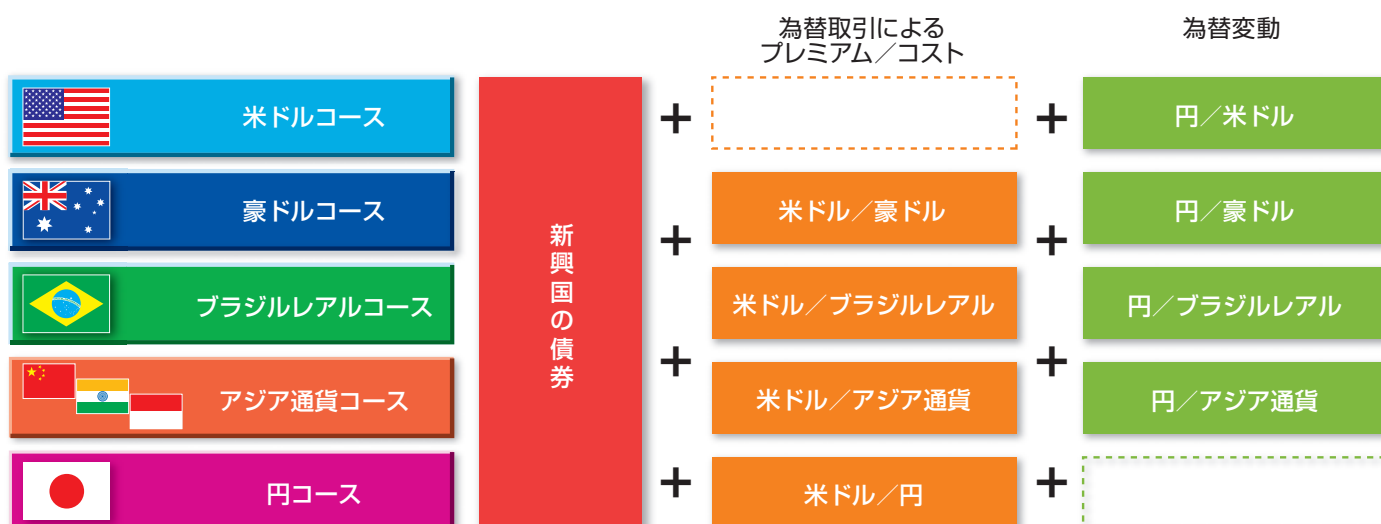 為替取引による
プレミアム／コスト
為替変動
米ドルコース
新興国の債券
＋
＋
円／米ドル
豪ドルコース
＋
米ドル／豪ドル
＋
円／豪ドル
ブラジルレアルコース
米ドル／ブラジルレアル
円／ブラジルレアル
アジア通貨コース
＋
米ドル／アジア通貨
＋
円／アジア通貨
円コース
＋
米ドル／円
＋